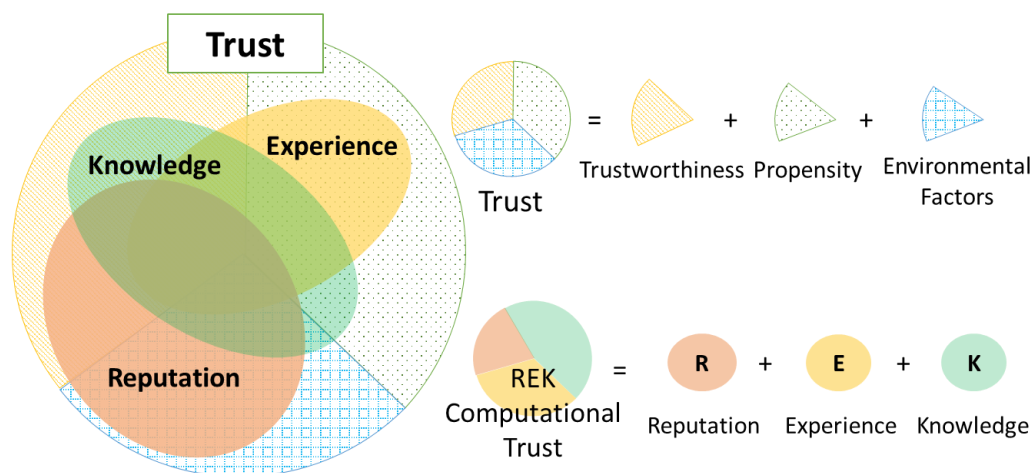 Trust
Experience
Knowledge
Reputation
= + +
Trustworthiness Propensity Environmental
Factors
Trust
REK
Computational
Trust
= R + E + K
Reputation Experience Knowledge